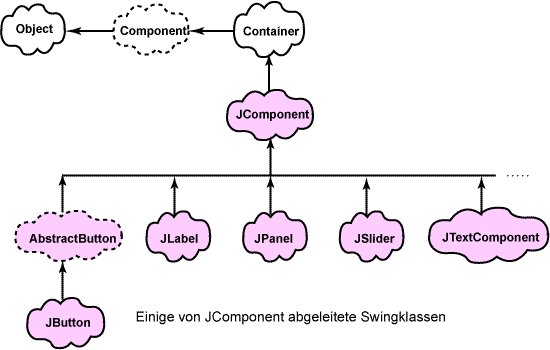 Object
Component
Container
JComponent
.....
AbstractButton
JLabel
JPanel
JSlider
JTextComponent
JButton
Einige von JComponent abgeleitete Swingklassen